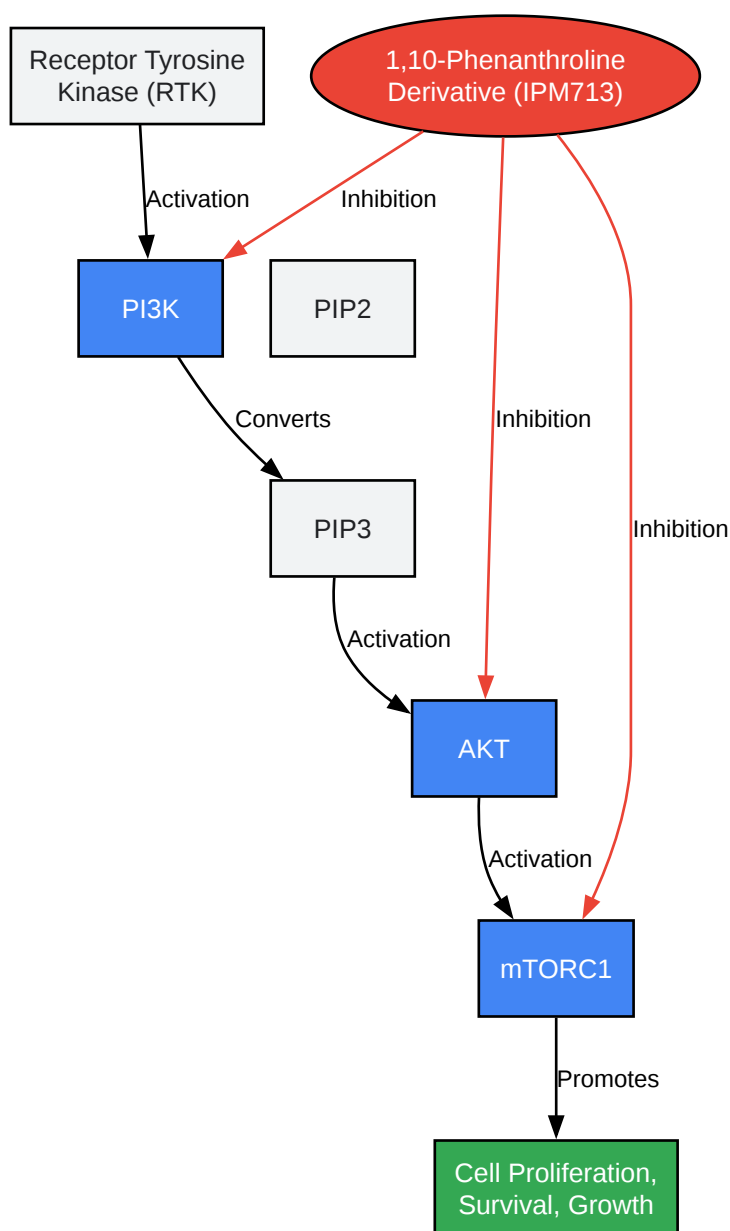 Receptor Tyrosine
Kinase (RTK)
1,10-Phenanthroline
Derivative (IPM713)
Activation
Inhibition
PI3K
PIP2
Converts
Inhibition
PIP3
Inhibition
Activation
AKT
Activation
mTORC1
Promotes
Cell Proliferation,
Survival, Growth